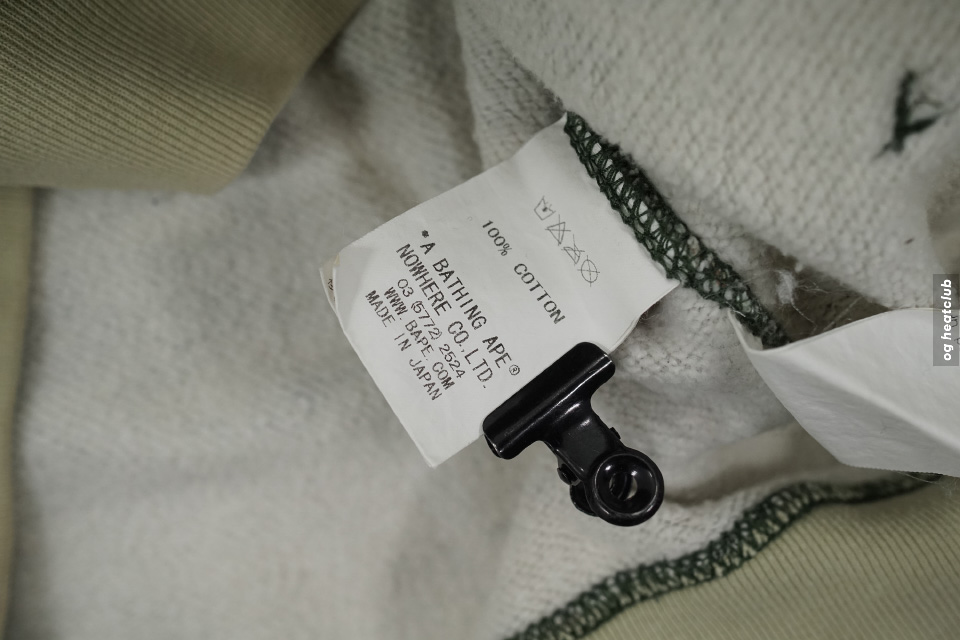 100% COTTON
A BATHING APE®
NOWHERE CO.,LTD.
03 (5772) 2524
WWW. BAPE. COM
MADE IN JAPAN
og heatclub